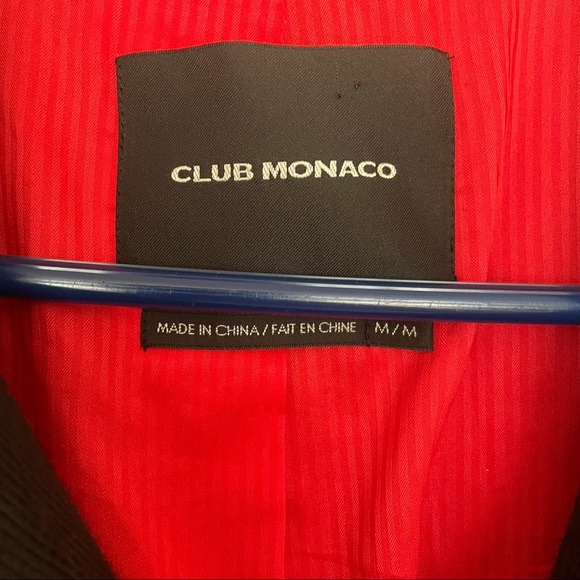 CLUB MONACO
MADE IN CHINA / FAIT EN CHINE M / M